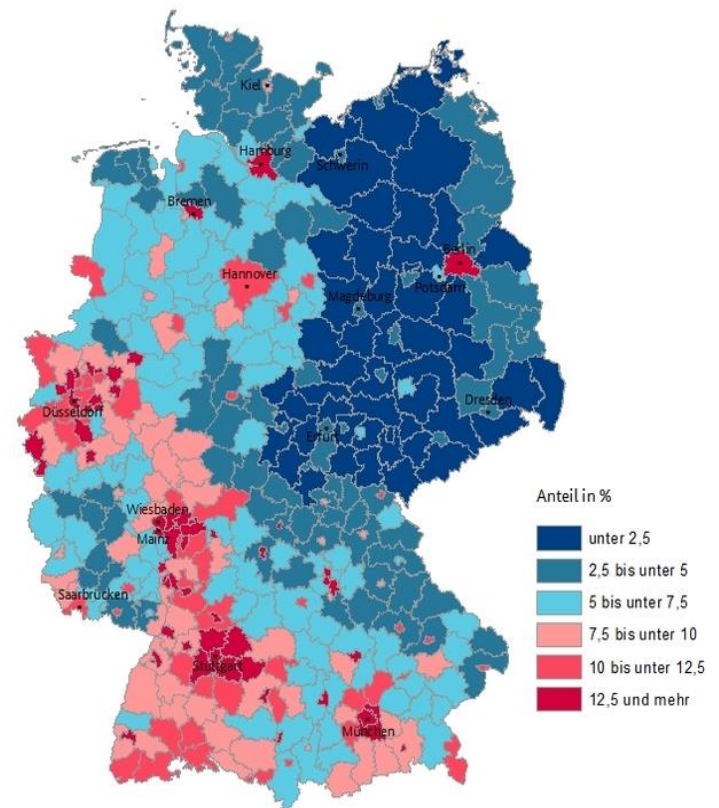 Kiel
Hamburg
Schwerin
Bremen
Berlin
Hannover
Potsdam
Magdeburg
Düsseldorf
Dresden
Erfurt
Wiesbaden
Mainz
Saarbrücken
Stuttgart
München
Anteil in %
unter 2,5
2,5 bis unter 5
5 bis unter 7,5
7,5 bis unter 10
10 bis unter 12,5
12,5 und mehr